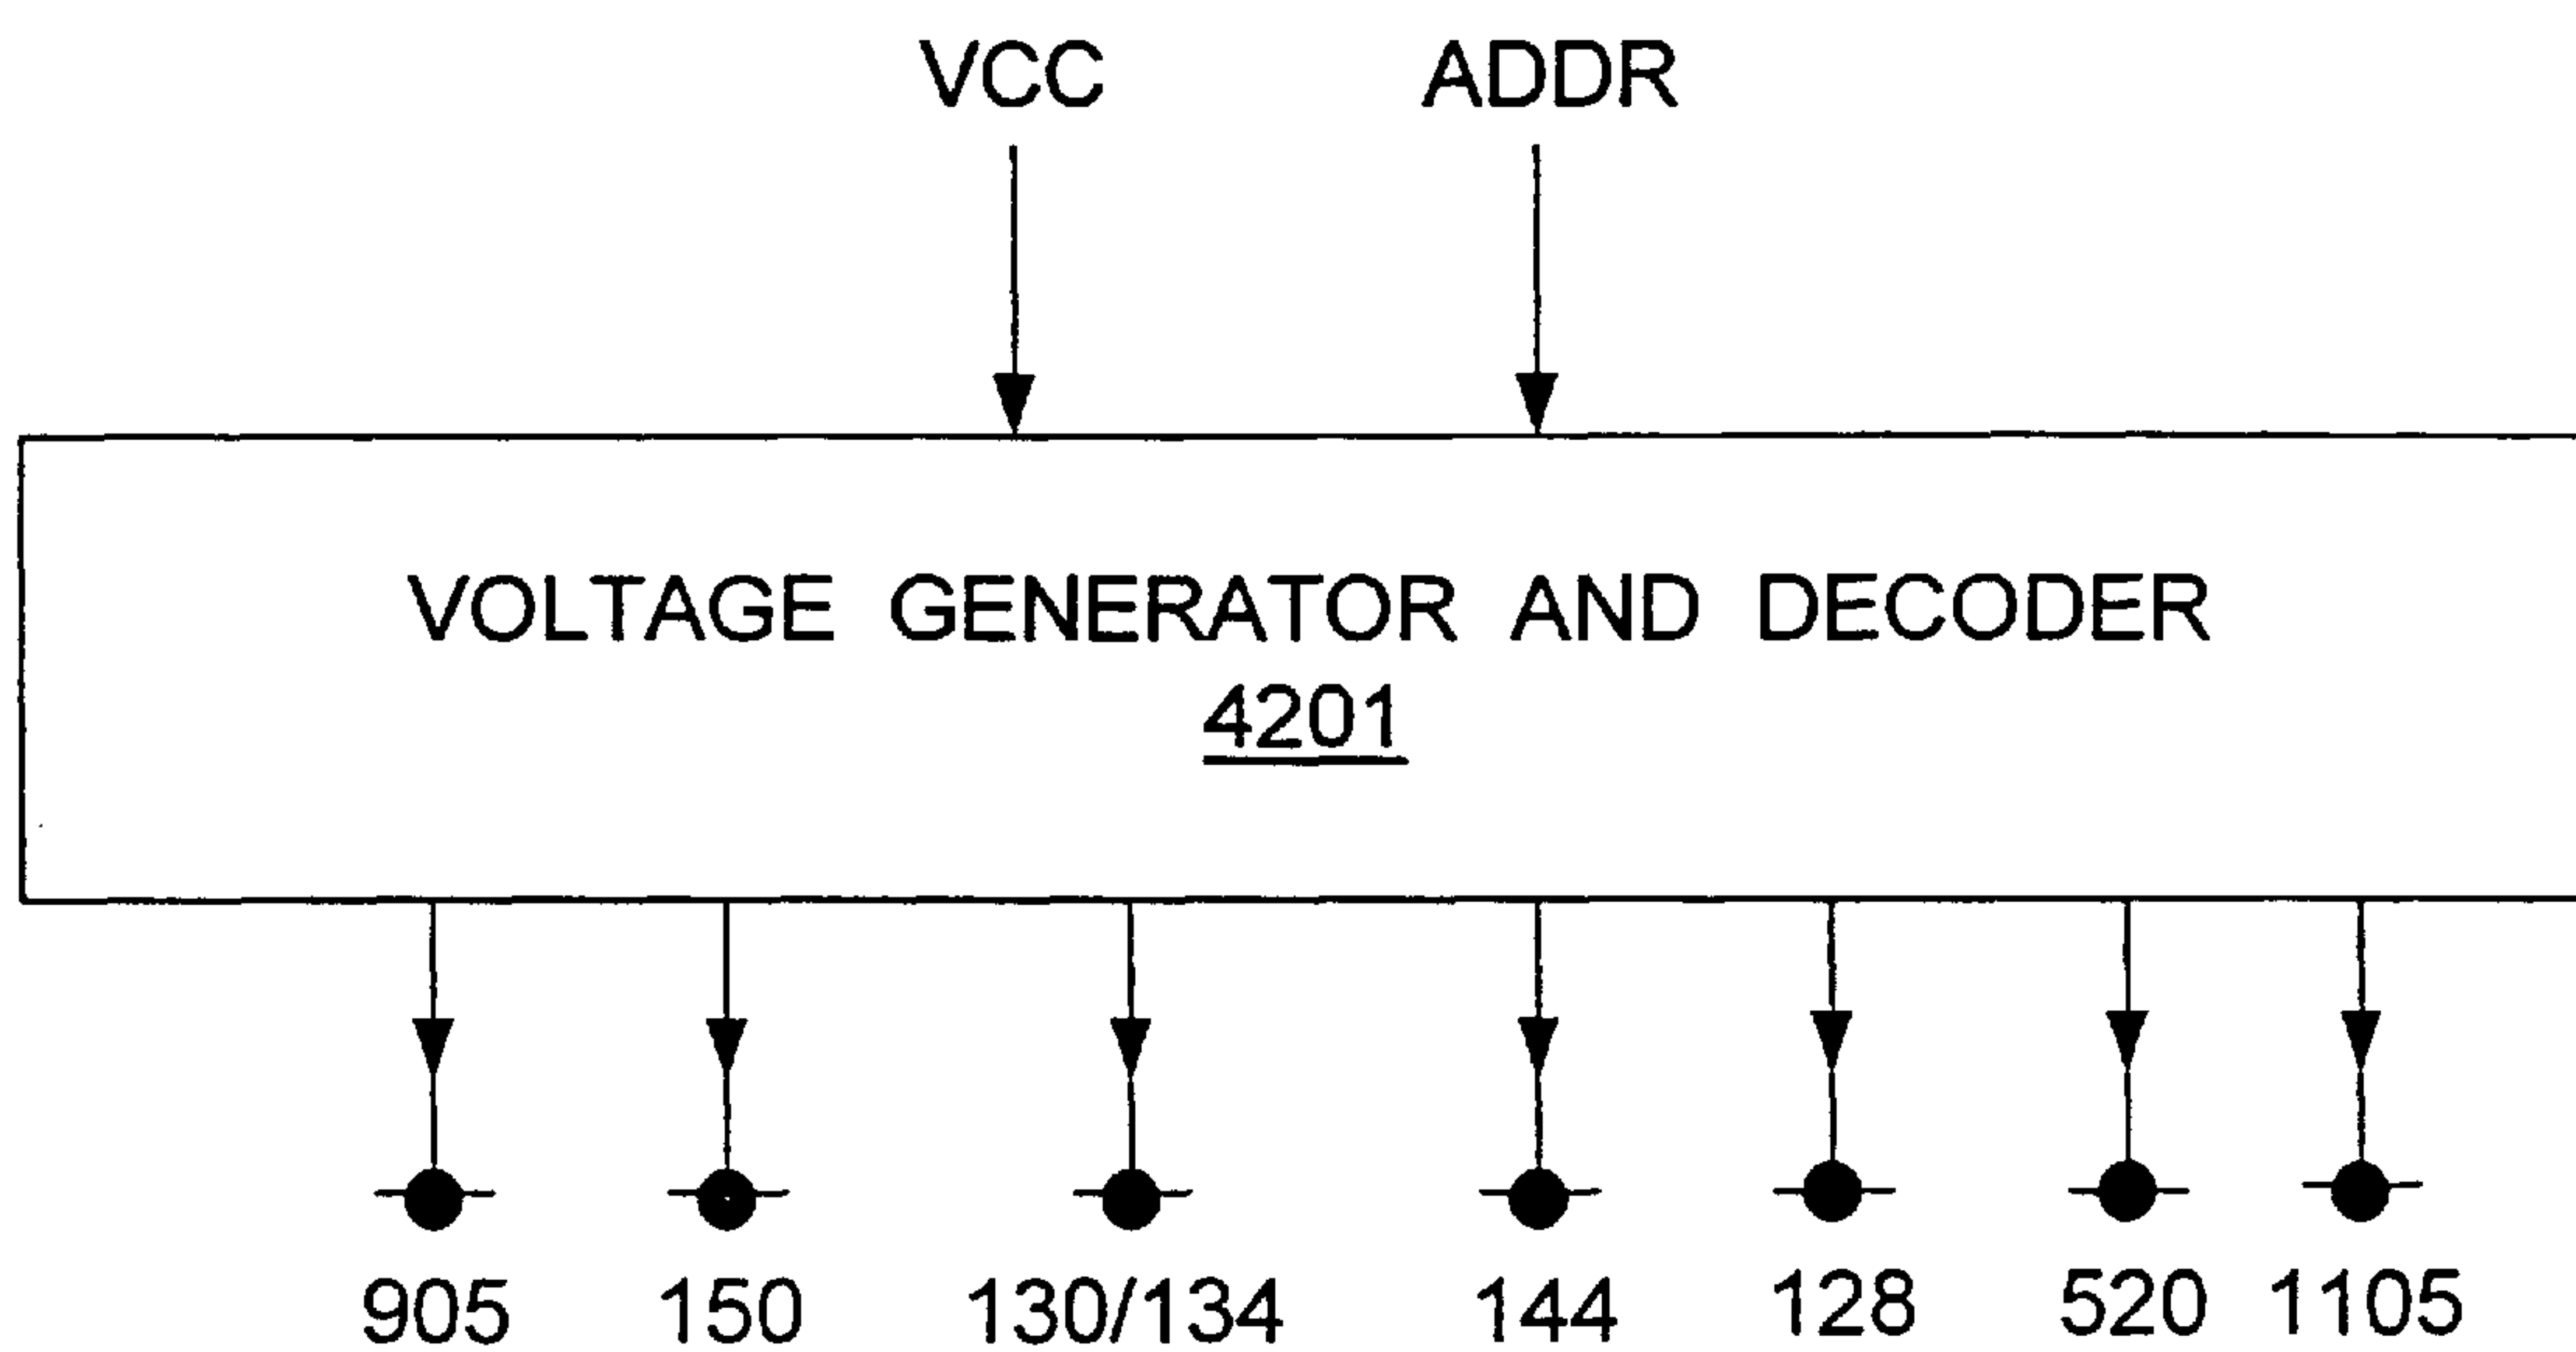 VCC ADDR
VOLTAGE GENERATOR AND DECODER
4201
905 150 130/134 144 128 520 1105